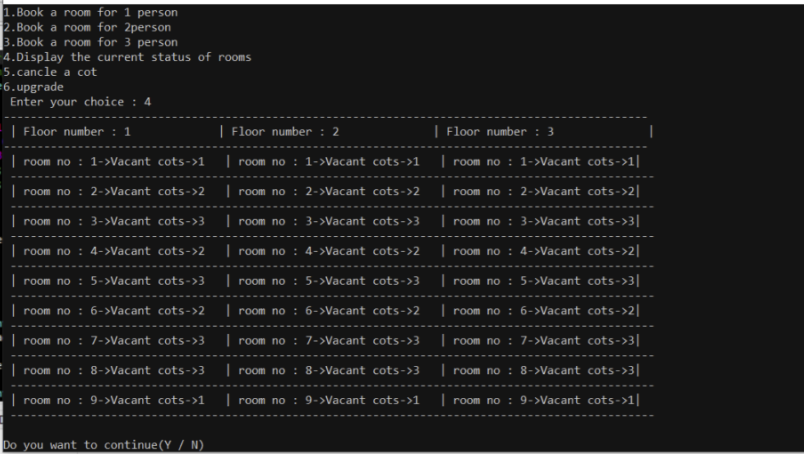 1.Book a room for 1 person
2.Book a room for 2person
3.Book a room for 3 person
4.Display the current status of rooms
5.cancle a cot
6.upgrade
Enter your choice : 4
| Floor number : 1 | Floor number : 2 | Floor number : 3 |
| room no : 1->Vacant cots->1 | room no : 1->Vacant cots->1 | room no : 1->Vacant cots->1|
| room no : 2->Vacant cots->2 | room no : 2->Vacant cots->2 | room no : 2->Vacant cots->2|
| room no : 3->Vacant cots->3 | room no : 3->Vacant cots->3 | room no : 3->Vacant cots->3|
| room no : 4->Vacant cots->2 | room no : 4->Vacant cots->2 | room no : 4->Vacant cots->2|
| room no : 5->Vacant cots->3 | room no : 5->Vacant cots->3 | room no : 5->Vacant cots->3|
| room no : 6->Vacant cots->2 | room no : 6->Vacant cots->2 | room no : 6->Vacant cots->2|
| room no : 7->Vacant cots->3 | room no : 7->Vacant cots->3 | room no : 7->Vacant cots->3|
| room no : 8->Vacant cots->3 | room no : 8->Vacant cots->3 | room no : 8->Vacant cots->3|
| room no : 9->Vacant cots->1 | room no : 9->Vacant cots->1 | room no : 9->Vacant cots->1|
Do you want to continue(Y / N)